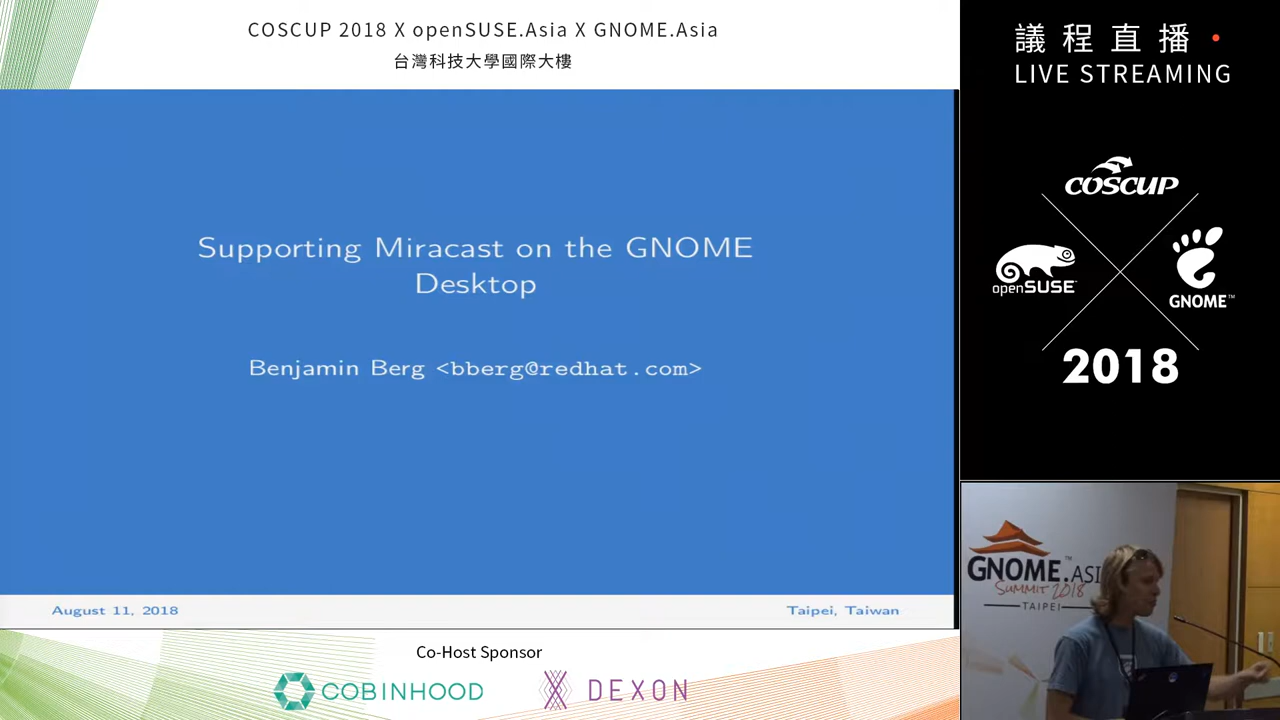 COSCUP 2018 X openSUSE.Asia X GNOME.Asia
台灣科技大學國際大樓
Supporting Miracast on the GNOME
Desktop
Benjamin Berg <bberg@redhat.com>
August 11, 2018
Taipei, Taiwan
Co-Host Sponsor
COBINHOOD
DEXON
議程直播
LIVE STREAMING
COSCUP
openSUSE
GNOME™
2018
GNOME.ASI
SUMMIT 2018
TAIPEI